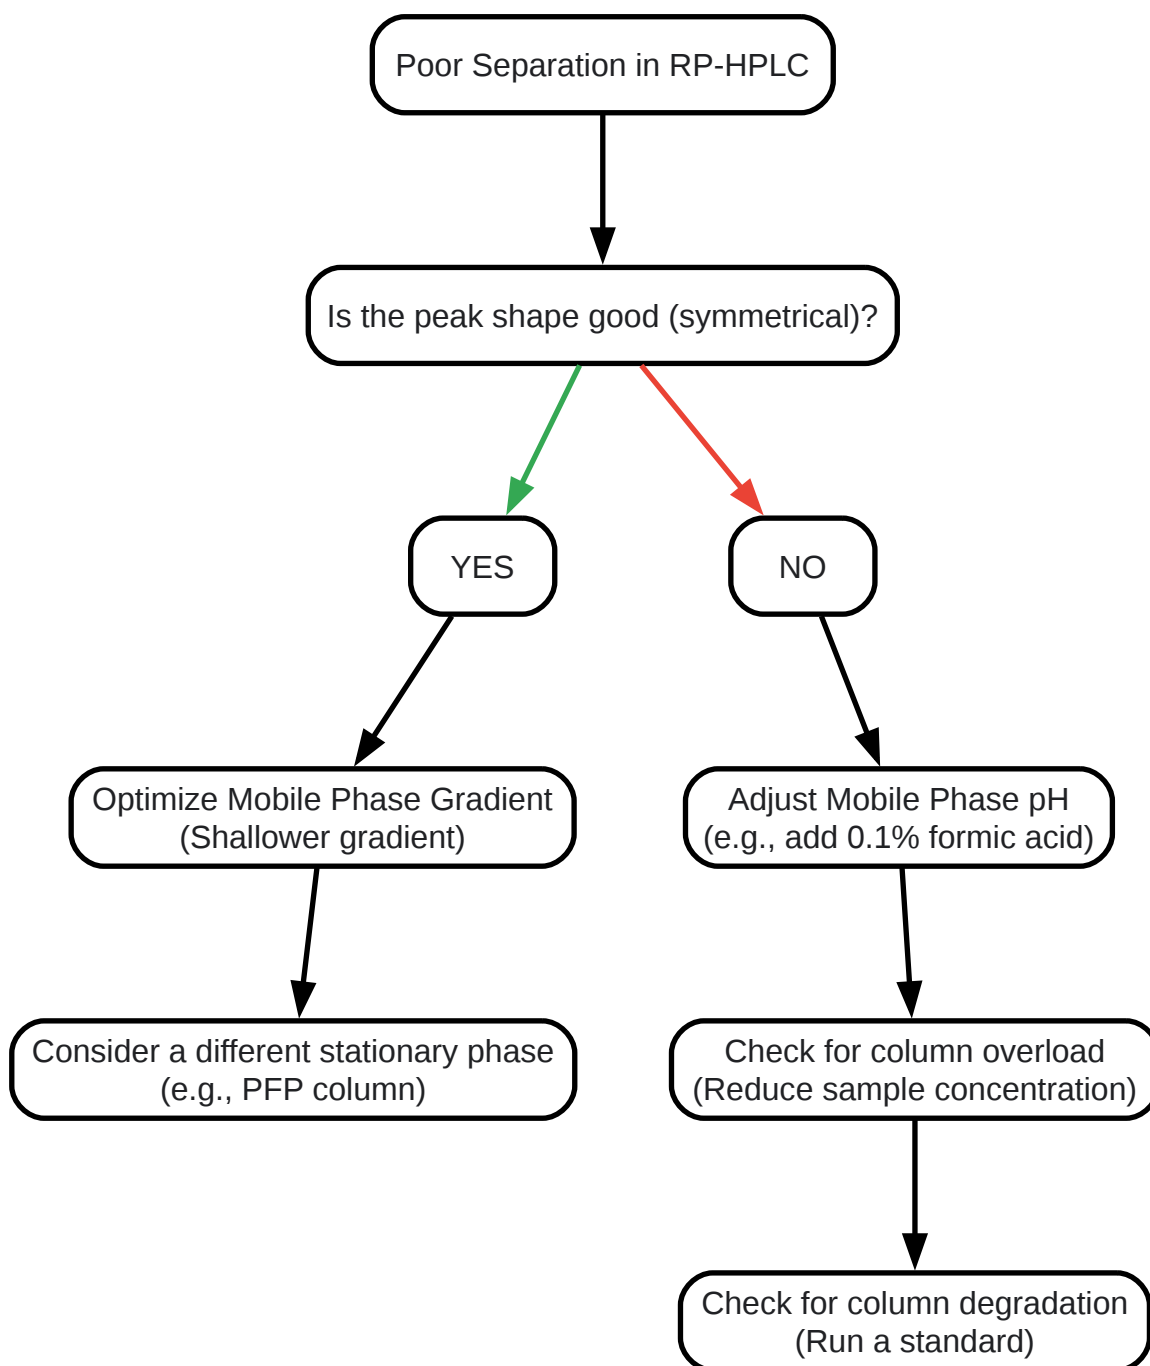 Poor Separation in RP-HPLC
Is the peak shape good (symmetrical)?
YES
NO
Optimize Mobile Phase Gradient
(Shallower gradient)
Adjust Mobile Phase pH
(e.g., add 0.1% formic acid)
Consider a different stationary phase
(e.g., PFP column)
Check for column overload
(Reduce sample concentration)
Check for column degradation
(Run a standard)